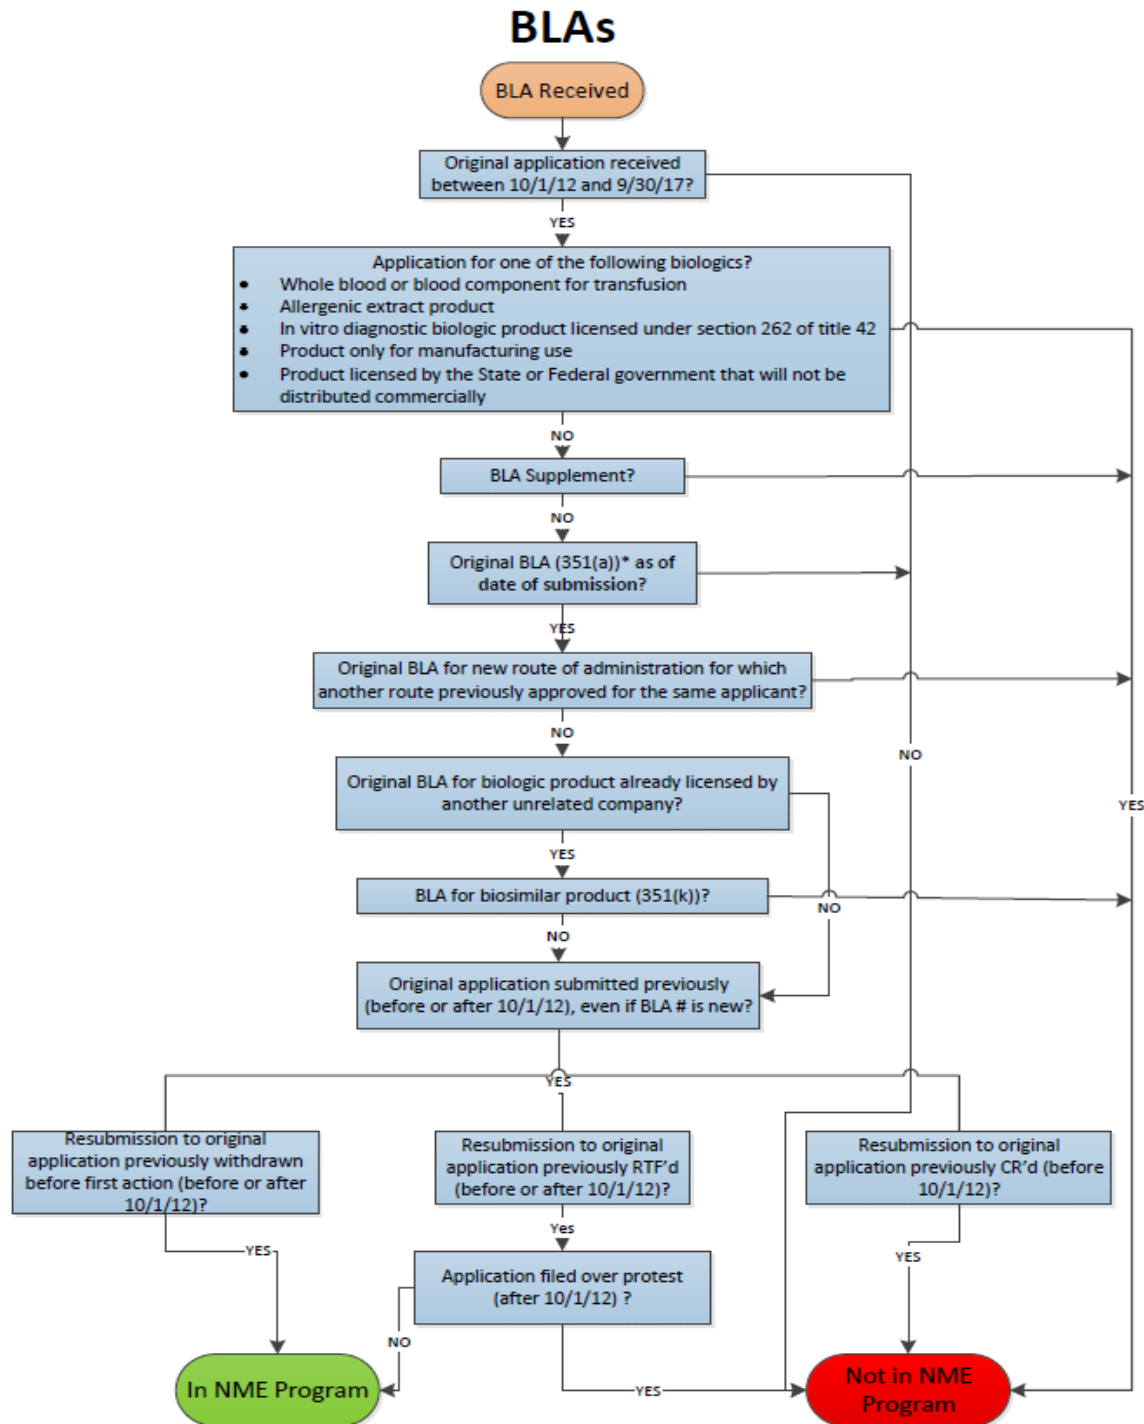 BLAs
BLA Received
Original application received
between 10/1/12 and 9/30/17?
YES
Application for one of the following biologics?
• Whole blood or blood component for transfusion
• Allergenic extract product
• In vitro diagnostic biologic product licensed under section 262 of title 42
• Product only for manufacturing use
• Product licensed by the State or Federal government that will not be
distributed commercially
NO
BLA Supplement?
NO
Original BLA (351(a))* as of
date of submission?
YES
Original BLA for new route of administration for which
another route previously approved for the same applicant?
NO
NO
Original BLA for biologic product already licensed by
another unrelated company?
YES
YES
BLA for biosimilar product (351(k))?
NO
NO
Original application submitted previously
(before or after 10/1/12), even if BLA # is new?
YES
Resubmission to original
application previously withdrawn
before first action (before or after
10/1/12)?
Resubmission to original
application previously RTF'd
(before or after 10/1/12)?
Resubmission to original
application previously CR'd (before
10/1/12)?
YES
Yes
YES
Application filed over protest
(after 10/1/12) ?
NO
YES
In NME Program
Not in NME
Program